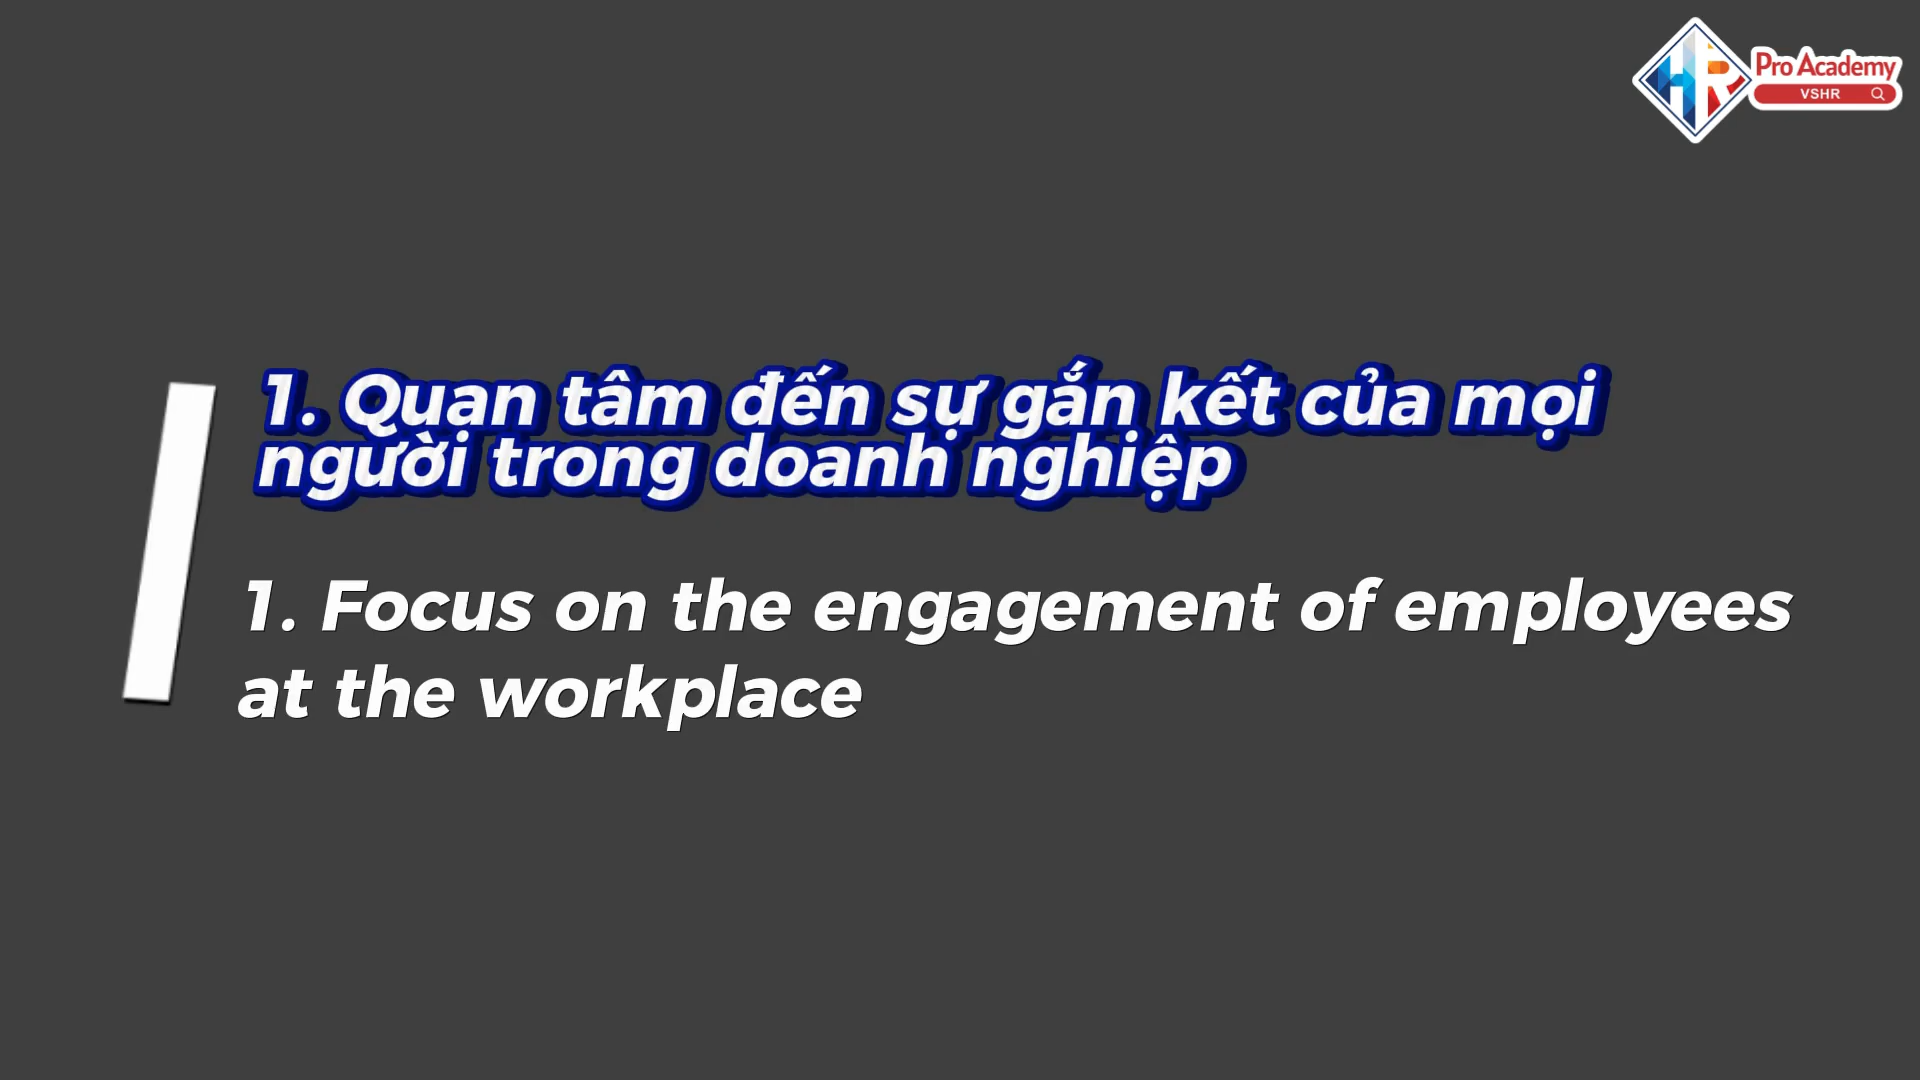 HR Pro Academy
VSHR
1. Quan tâm đến sự gắn kết của mọi
người trong doanh nghiệp
1. Focus on the engagement of employees
at the workplace